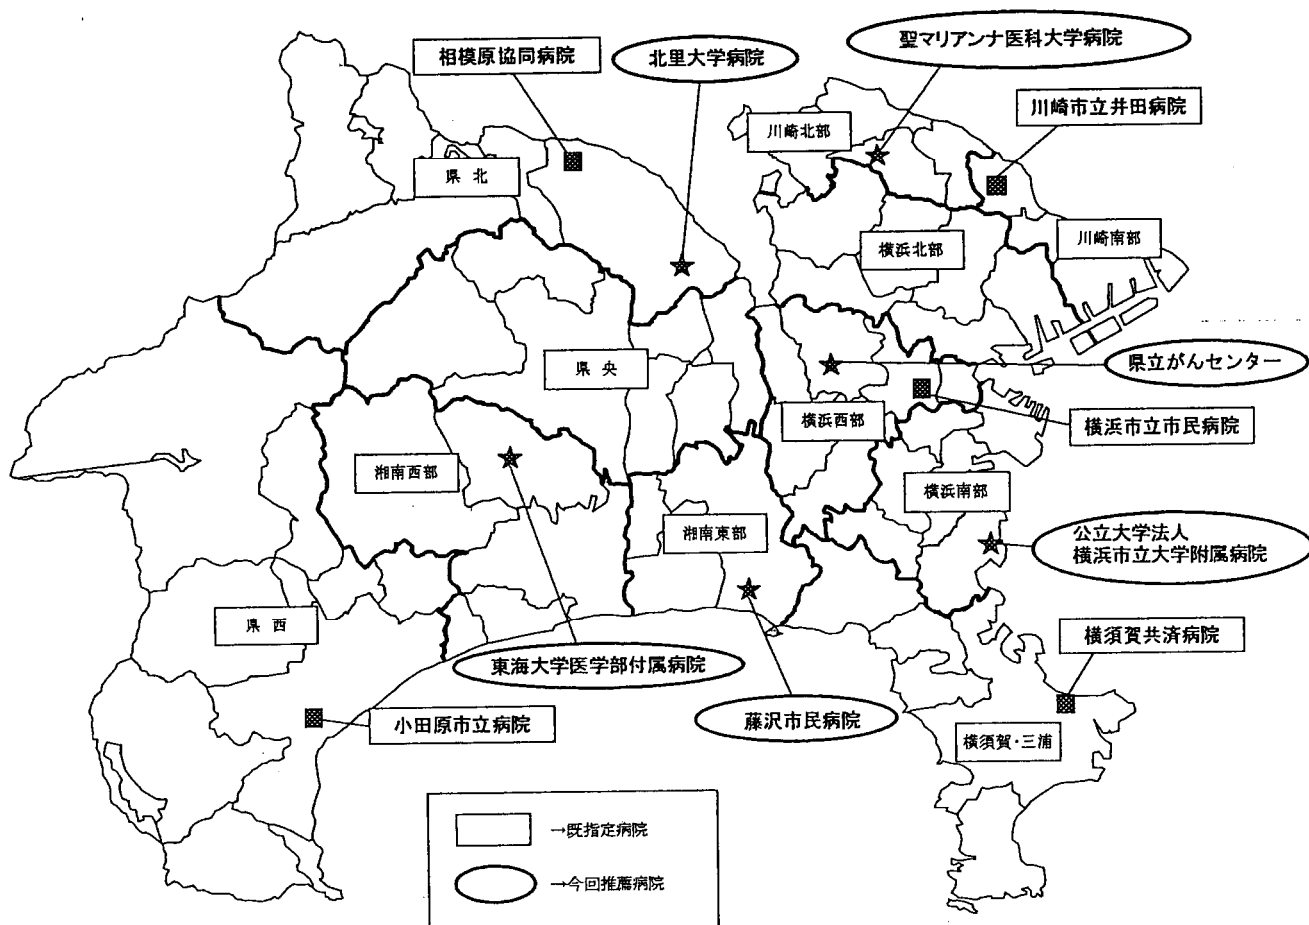 聖マリアンナ医科大学病院
相模原協同病院
北里大学病院
川崎市立井田病院
川崎北部
県北
横浜北部
川崎南部
県央
県立がんセンター
横浜西部
横浜市立市民病院
湘南西部
横浜南部
湘南東部
公立大学法人
横浜市立大学附属病院
県西
横須賀共済病院
東海大学医学部付属病院
小田原市立病院
藤沢市民病院
横須賀・三浦
→既指定病院
→今回推薦病院